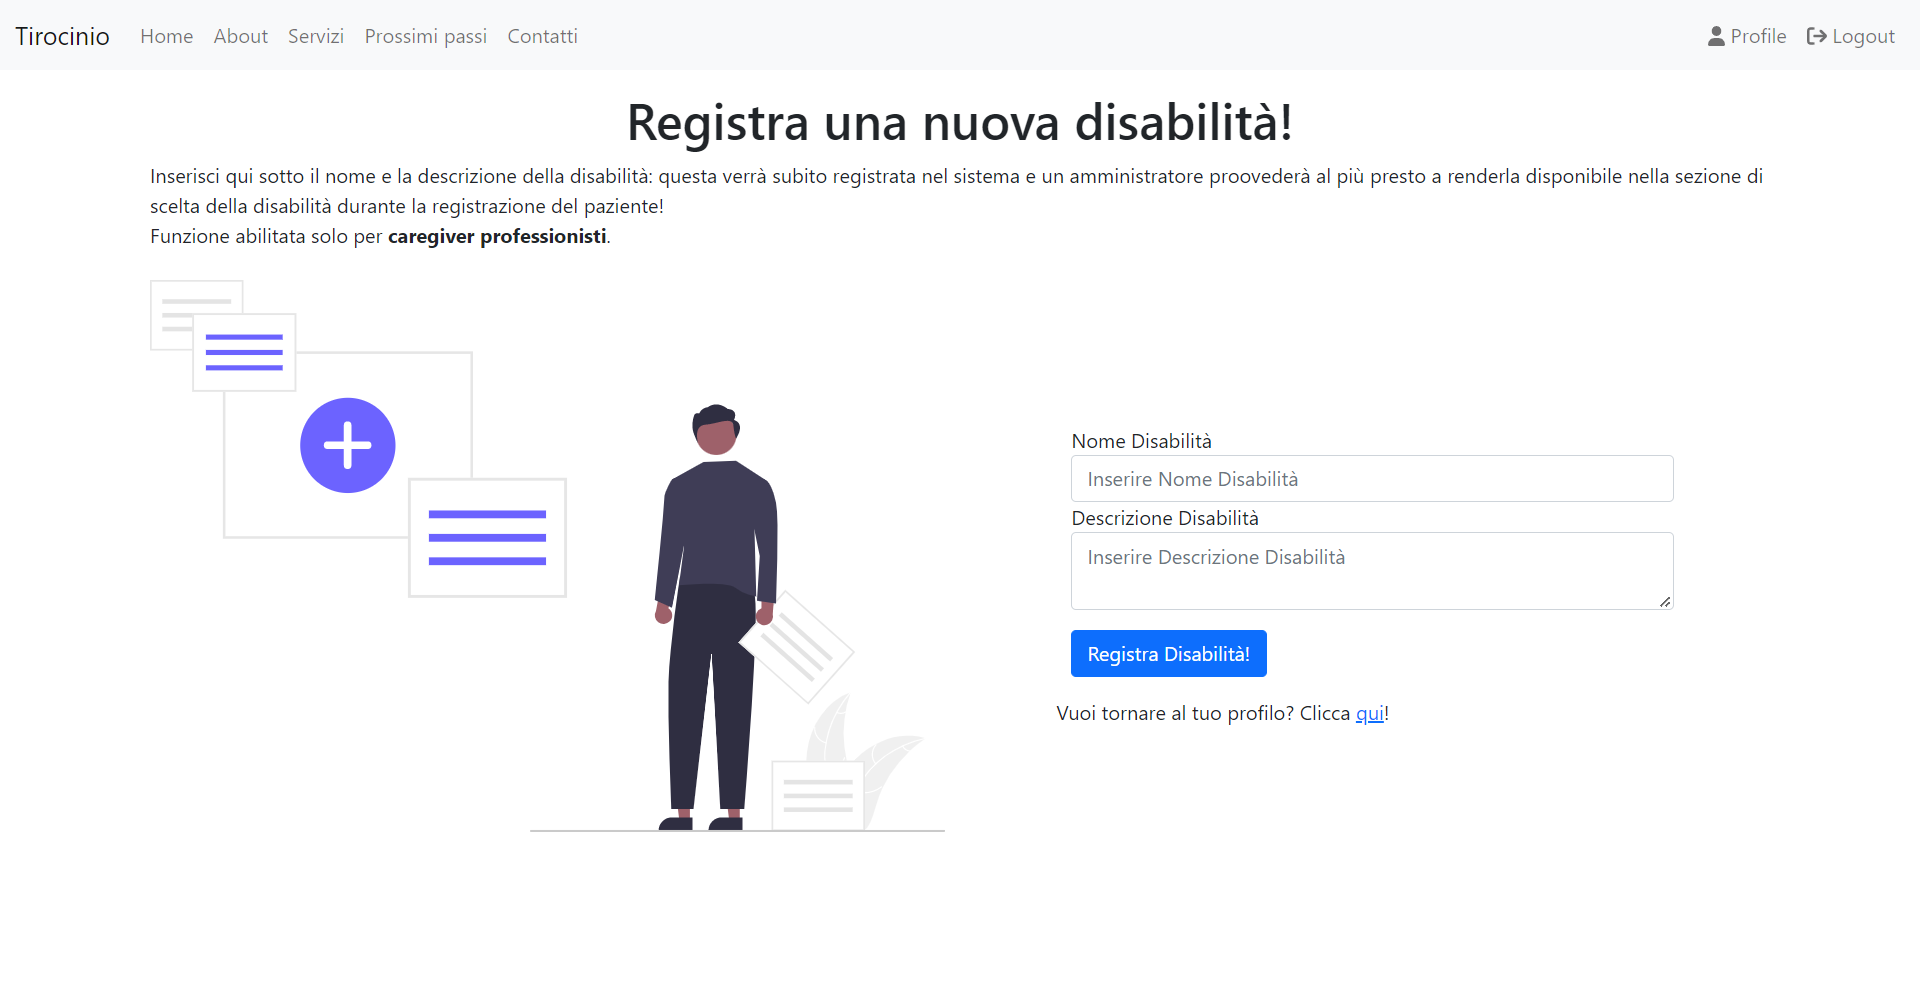 Tirocinio Home About Servizi Prossimi passi Contatti Profile Logout
Registra una nuova disabilità!
Inserisci qui sotto il nome e la descrizione della disabilità: questa verrà subito registrata nel sistema e un amministratore proovederà al più presto a renderla disponibile nella sezione di
scelta della disabilità durante la registrazione del paziente!
Funzione abilitata solo per caregiver professionisti.
Nome Disabilità
Inserire Nome Disabilità
Descrizione Disabilità
Inserire Descrizione Disabilità
Registra Disabilità!
Vuoi tornare al tuo profilo? Clicca qui!